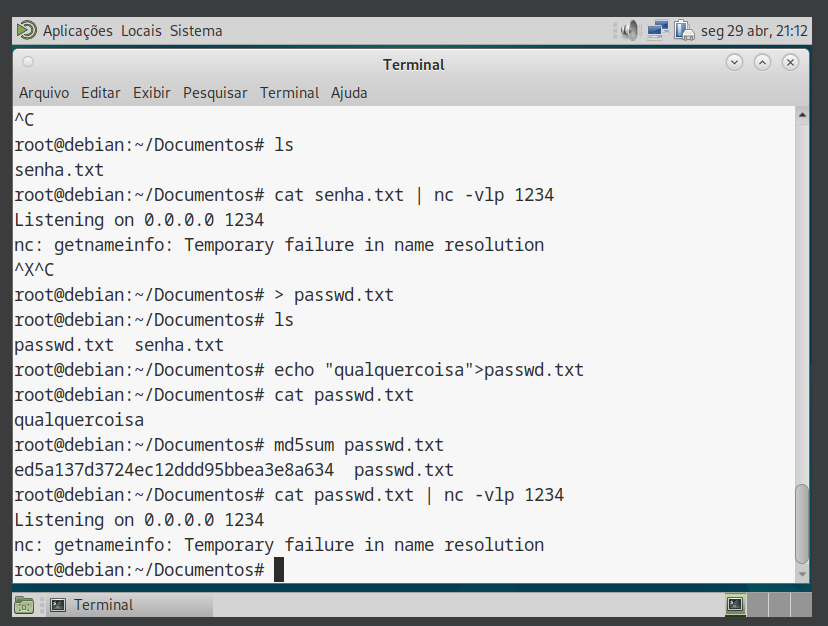 Aplicações Locais Sistema seg 29 abr, 21:12
Terminal
Arquivo Editar Exibir Pesquisar Terminal Ajuda
^C
root@debian:~/Documentos# ls
senha.txt
root@debian:~/Documentos# cat senha.txt | nc -vlp 1234
Listening on 0.0.0.0 1234
nc: getnameinfo: Temporary failure in name resolution
^X^C
root@debian:~/Documentos# > passwd.txt
root@debian:~/Documentos# ls
passwd.txt  senha.txt
root@debian:~/Documentos# echo "qualquercoisa">passwd.txt
root@debian:~/Documentos# cat passwd.txt
qualquercoisa
root@debian:~/Documentos# md5sum passwd.txt
ed5a137d3724ec12ddd95bbea3e8a634  passwd.txt
root@debian:~/Documentos# cat passwd.txt | nc -vlp 1234
Listening on 0.0.0.0 1234
nc: getnameinfo: Temporary failure in name resolution
root@debian:~/Documentos#
Terminal